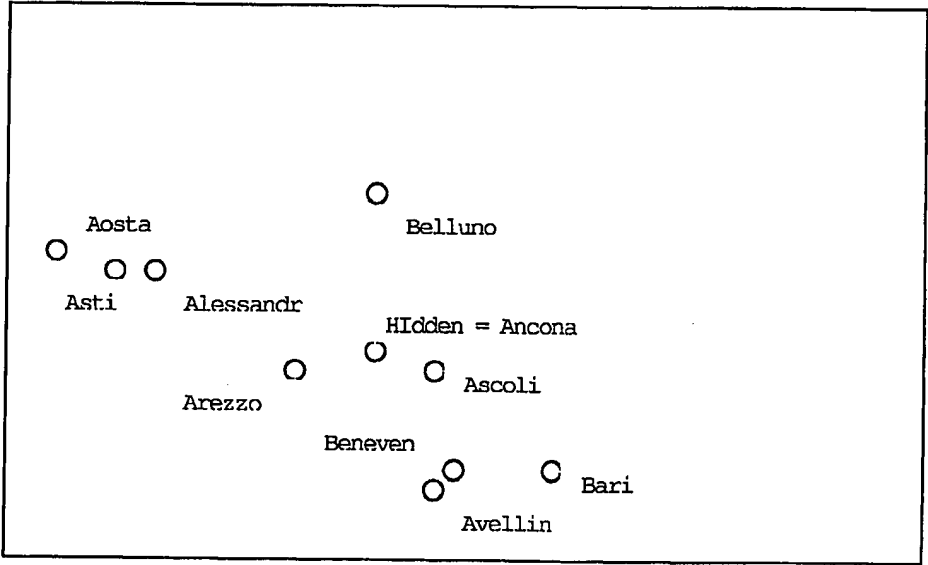 Aosta
Belluno
Asti
Alessandr
HIdden = Ancona
Ascoli
Arezzo
Beneven
Bari
Avellin